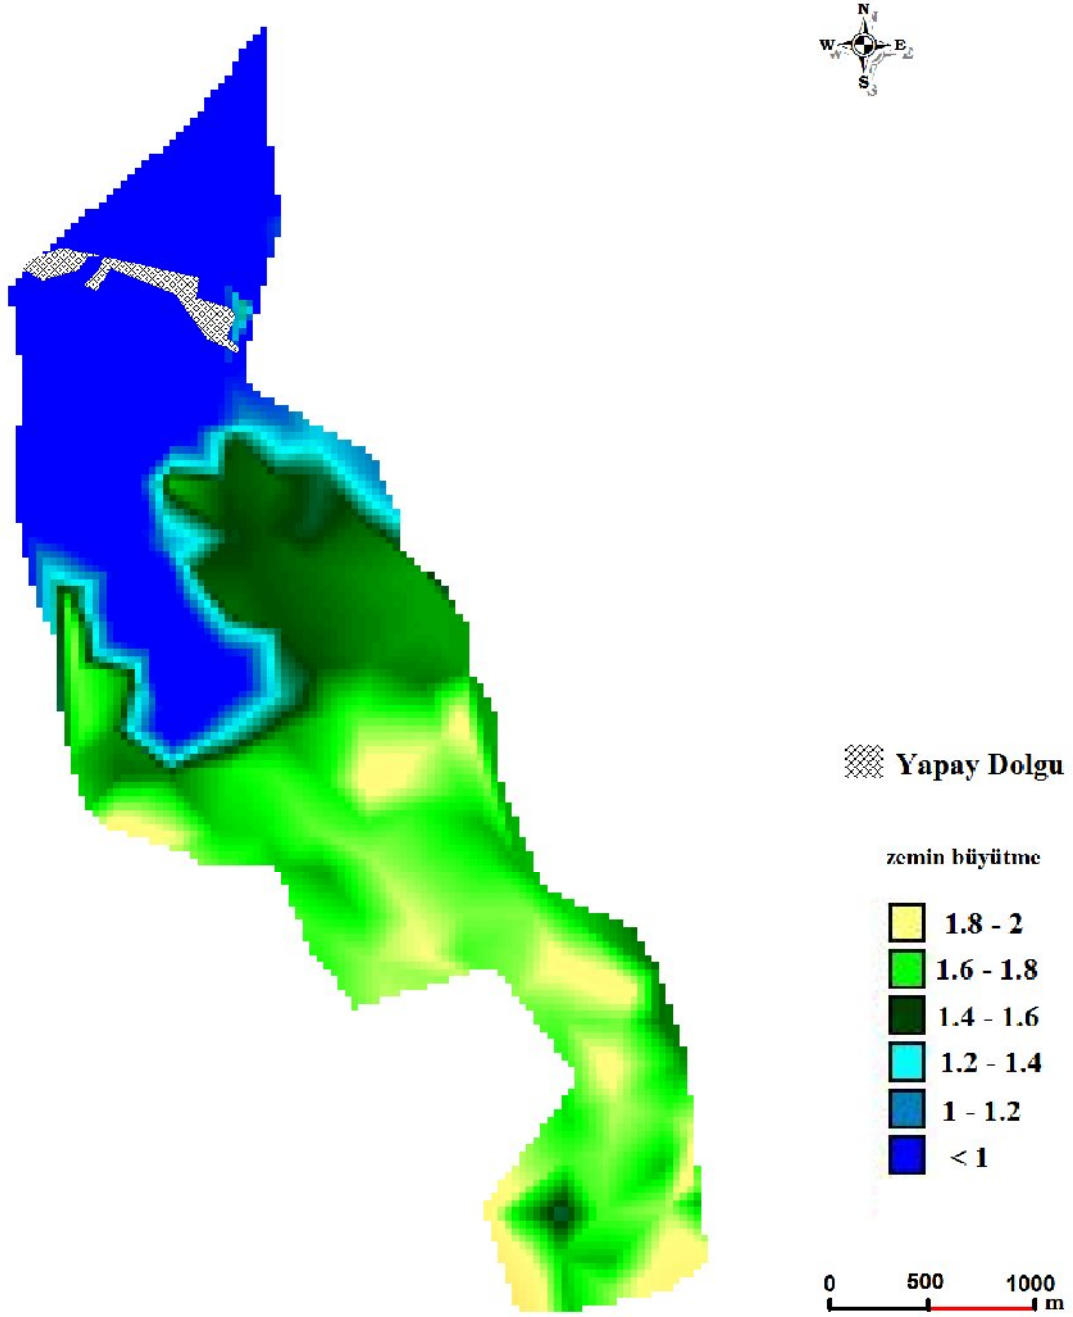 N
W E
S
Yapay Dolgu
zemin büyütme
1.8 - 2
1.6 - 1.8
1.4 - 1.6
1.2 - 1.4
1 - 1.2
< 1
0 500 1000
m